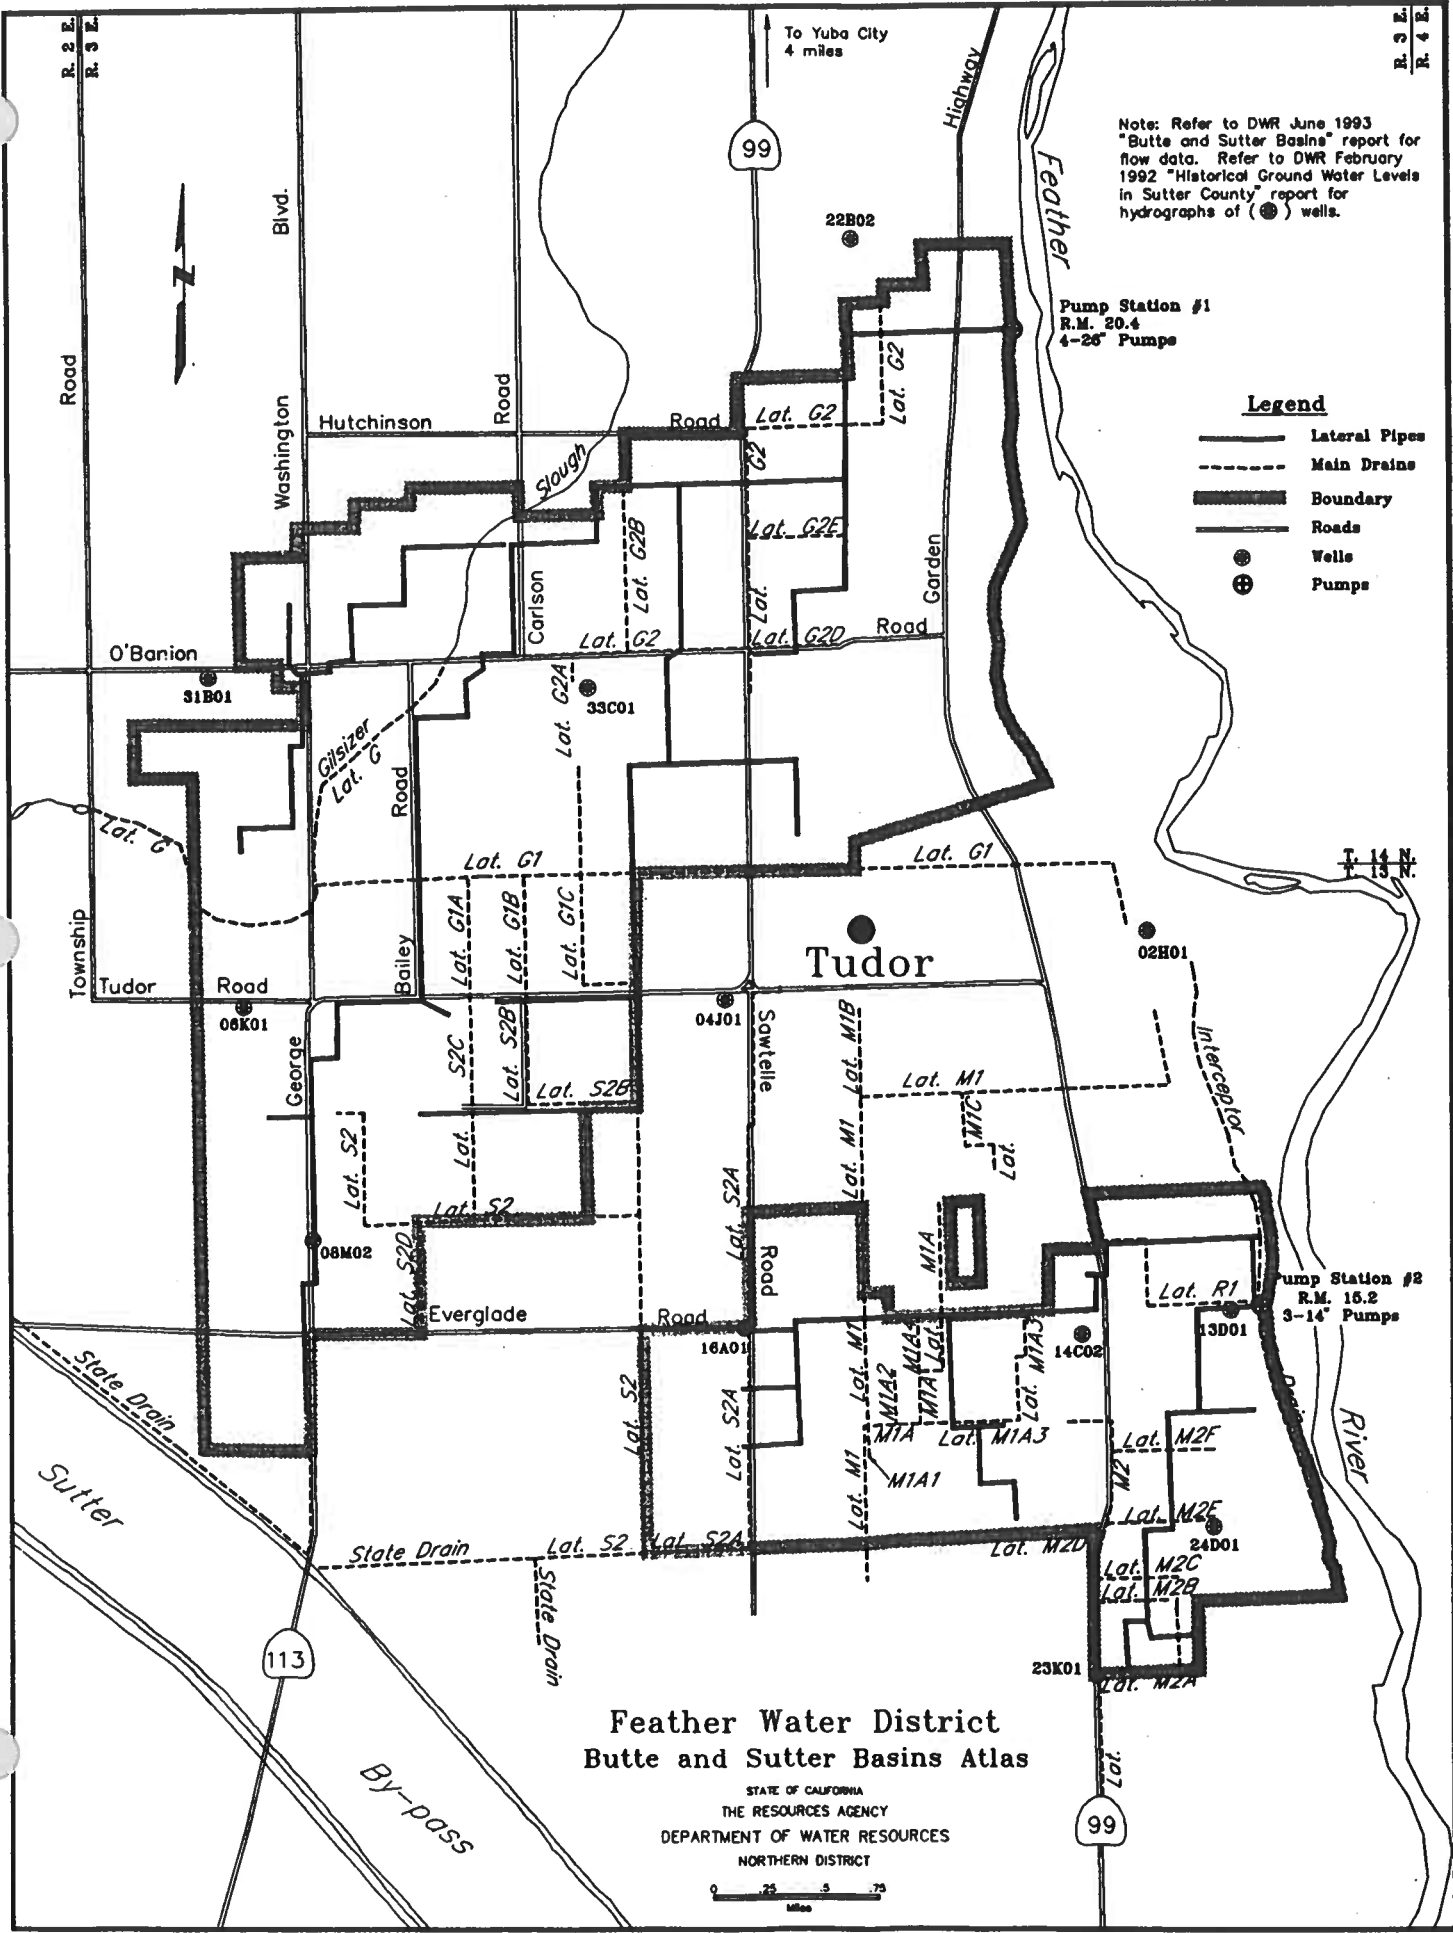 R. 2 E.
R. 3 E.
To Yuba City
4 miles
R. 3 E.
R. 4 E.
Highway
99
Note: Refer to DWR June 1993
"Butte and Sutter Basins" report for
flow data. Refer to DWR February
1992 "Historical Ground Water Levels
in Sutter County" report for
hydrographs of ( ) wells.
Feather
Blvd.
22B02
N
Pump Station #1
R.M. 20.4
4-26" Pumps
Road
Road
Washington
Hutchinson
Road
Lat. G2
Lat. G2
G2
Slough
Legend
Lateral Pipes
Main Drains
Boundary
Roads
Wells
Pumps
Lat. G2B
Lat. G2E
Garden
Carlson
Lat.
O'Banion
Lat. G2
Lat. G2D
Road
31B01
Lat. G2A
33C01
Gilsizer
Lat. G
Road
Lat. G
Lat. G1
Lat. G1
T. 14 N.
T. 13 N.
Lat. G1A
Lat. G1B
Lat. G1C
Township
Bailey
Tudor
02H01
Tudor
Road
06K01
04J01
George
S2C
Lat. S2B
Sawtelle
Lat. M1B
Interceptor
Lat. S2B
Lat. M1
M1C
Lat. S2
Lat.
Lat. M1
Lat.
Lat. S2
Lat. S2A
08M02
Lat. S2D
Road
M1A
Pump Station #2
R.M. 15.2
3-14" Pumps
Lat. R1
13D01
Everglade
Road
16A01
14C02
State Drain
Lat. S2
Lat. S2A
Lat. M1
M1A2
M1A4
M1A
Lat.
Lat. M1A3
Drain
River
M1A
Lat. M1A3
Lat. M2F
M2
Lat. M1
M1A1
Sutter
Lat. M2E
24D01
State Drain
Lat. S2
Lat. S2A
Lat. M2D
Lat. M2C
Lat. M2B
State Drain
113
23K01
Lat. M2A
Feather Water District
Butte and Sutter Basins Atlas
STATE OF CALIFORNIA
THE RESOURCES AGENCY
DEPARTMENT OF WATER RESOURCES
NORTHERN DISTRICT
0 .25 .5 .75
Miles
By-pass
Lat.
99